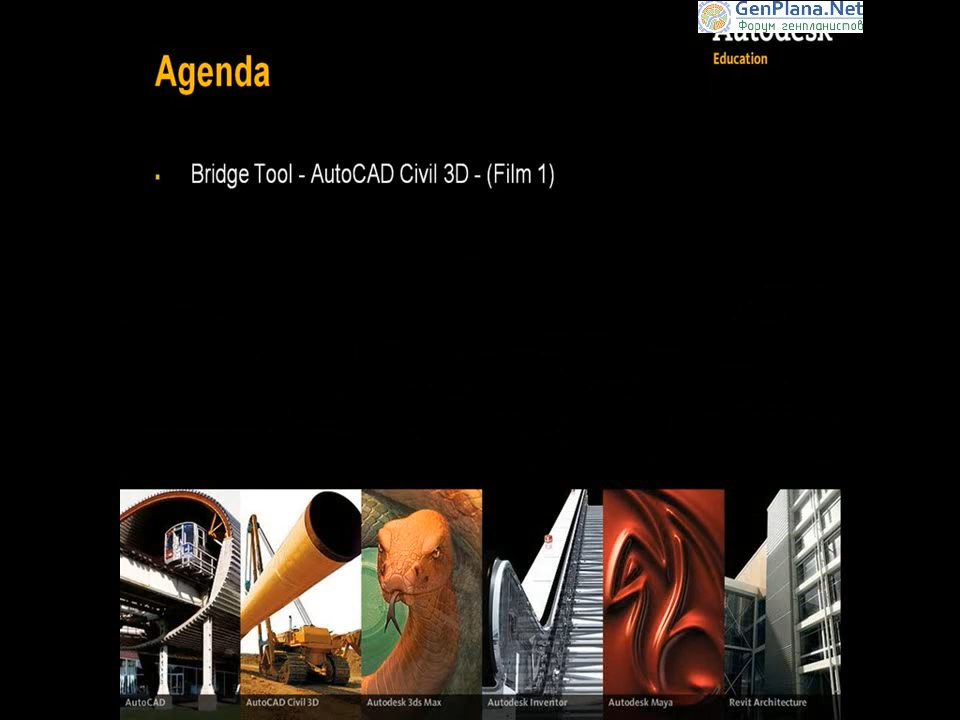 GenPlana.Net
Форум генпланистов
Autodesk
Education
Agenda
▪ Bridge Tool - AutoCAD Civil 3D - (Film 1)
AutoCAD
AutoCAD Civil 3D
Autodesk 3ds Max
Autodesk Inventor
Autodesk Maya
Revit Architecture